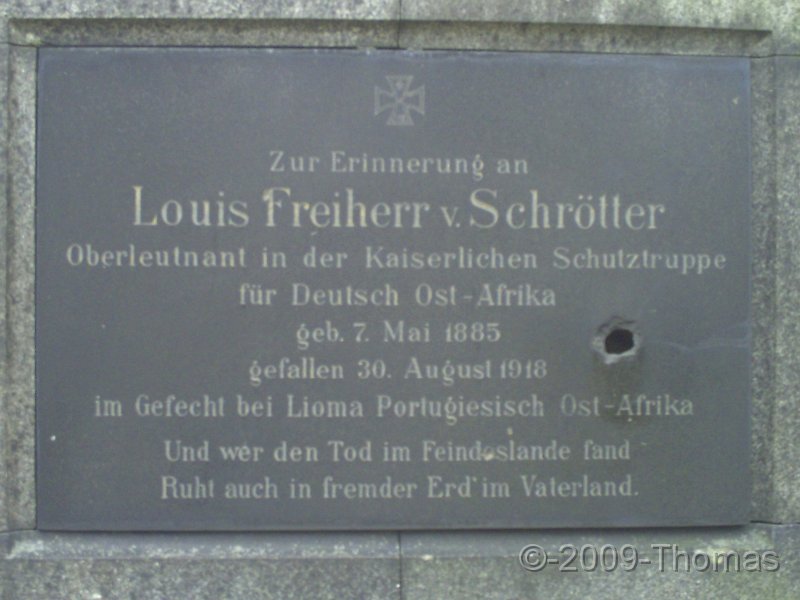 Zur Erinnerung an
Louis Freiherr v. Schrötter
Oberleutnant in der Kaiserlichen Schutztruppe
für Deutsch Ost-Afrika
geb. 7. Mai 1885
gefallen 30. August 1918
im Gefecht bei Lioma Portugiesisch Ost-Afrika
Und wer den Tod im Feindeslande fand
Ruht auch in fremder Erd' im Vaterland.
©-2009-Thomas